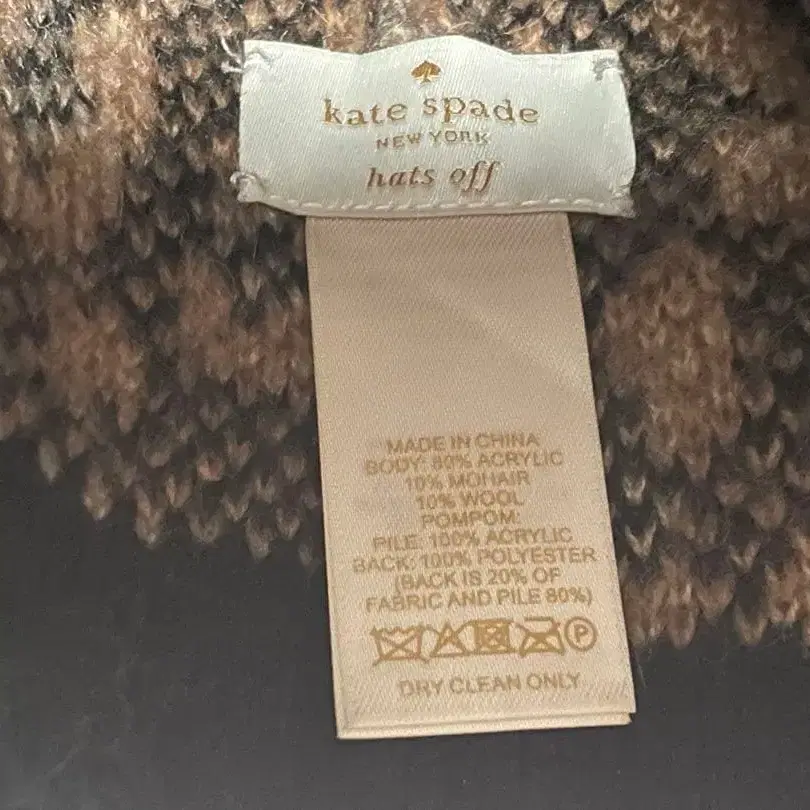 kate spade
NEW YORK
hats off
MADE IN CHINA
BODY: 80% ACRYLIC
10% MOHAIR
10% WOOL
POMPOM:
PILE: 100% ACRYLIC
BACK: 100% POLYESTER
(BACK IS 20% OF
FABRIC AND PILE 80%)
P
DRY CLEAN ONLY